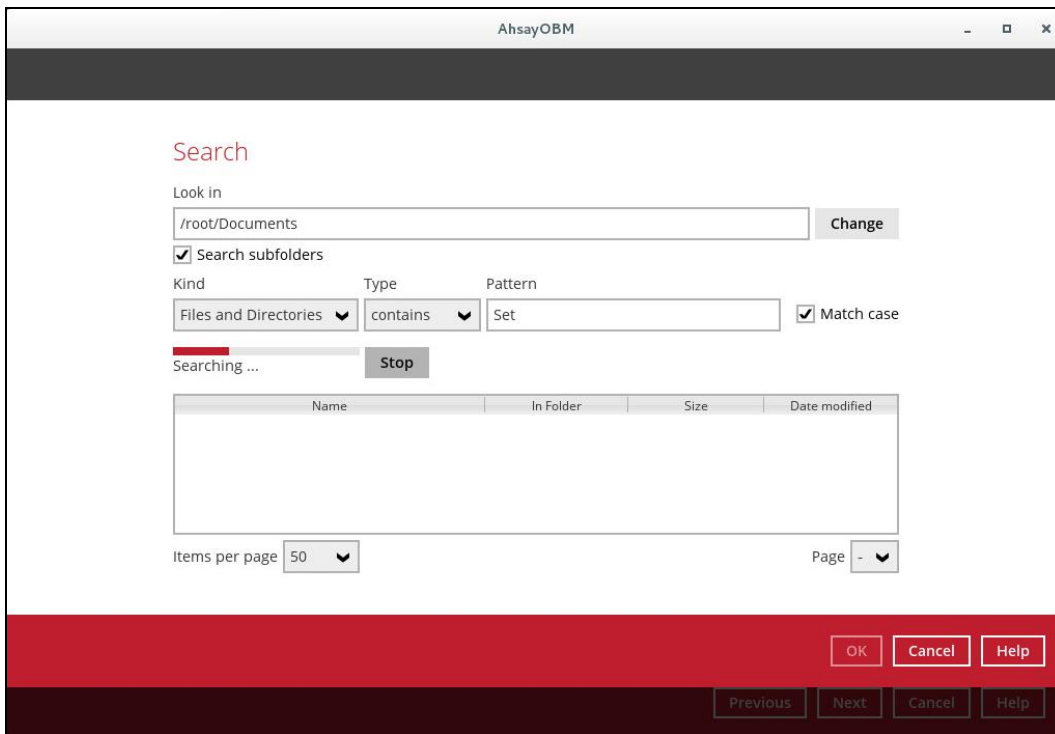 AhsayOBM
Search
Look in
/root/Documents
Change
Search subfolders
Kind Type Pattern
Files and Directories contains Set Match case
Searching ... Stop
Name In Folder Size Date modified
Items per page 50 Page -
OK Cancel Help
Previous Next Cancel Help